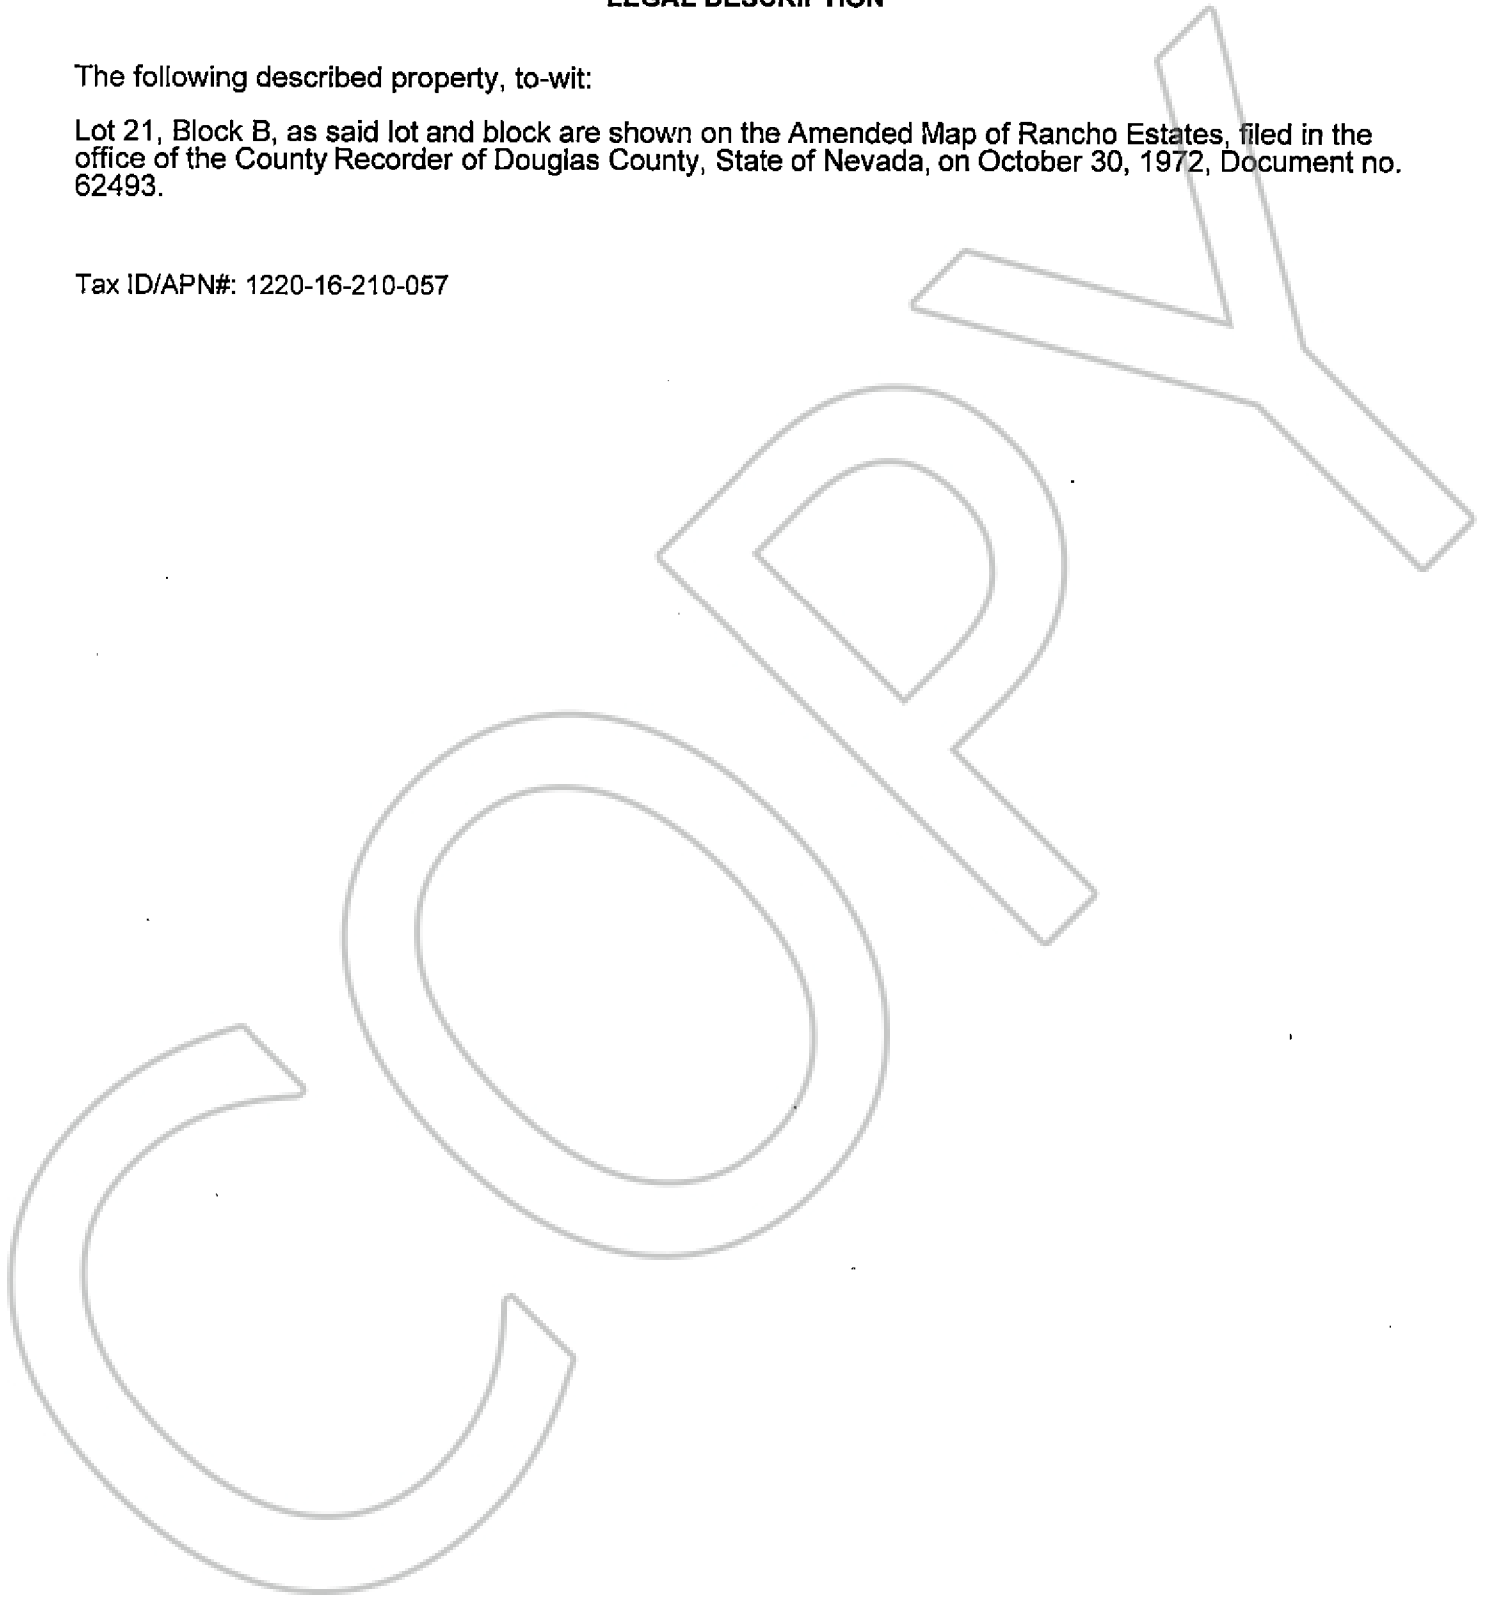 LEGAL DESCRIPTION
The following described property, to-wit:
Lot 21, Block B, as said lot and block are shown on the Amended Map of Rancho Estates, filed in the
office of the County Recorder of Douglas County, State of Nevada, on October 30, 1972, Document no.
62493.
Tax ID/APN#: 1220-16-210-057
COPY